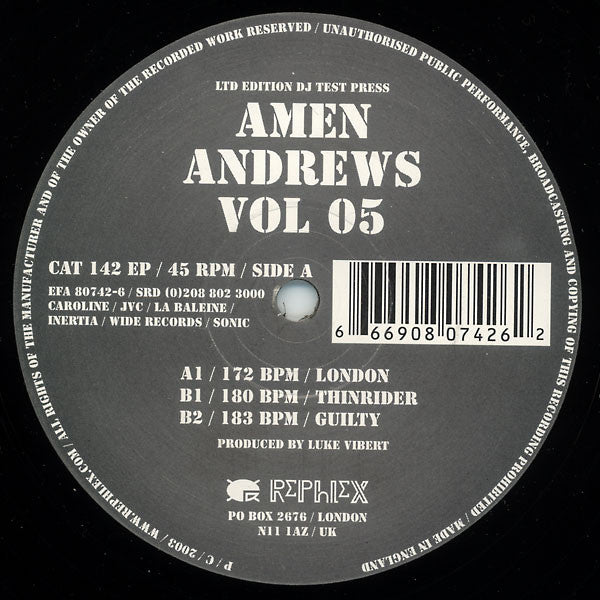 P / C / 2003 / WWW.REPHLEX.COM / ALL RIGHTS OF THE MANUFACTURER AND OF THE OWNER OF THE RECORDED WORK RESERVED / UNAUTHORISED PUBLIC PERFORMANCE, BROADCASTING AND COPYING OF THIS RECORDING PROHIBITED / MADE IN ENGLAND
LTD EDITION DJ TEST PRESS
AMEN
ANDREWS
VOL 05
CAT 142 EP / 45 RPM / SIDE A
EFA 80742-6 / SRD (0)208 802 3000
CAROLINE / JVC / LA BALEINE /
INERTIA / WIDE RECORDS / SONIC
6 66908 07426 2
A1 / 172 BPM / LONDON
B1 / 180 BPM / THINRIDER
B2 / 183 BPM / GUILTY
PRODUCED BY LUKE VIBERT
REPHLEX
PO BOX 2676 / LONDON
N11 1AZ / UK